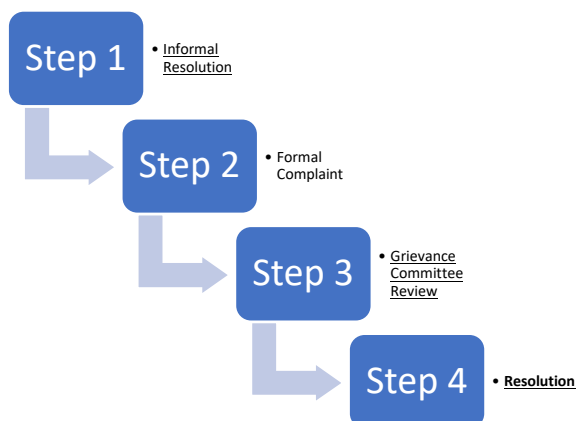 Step 1
• Informal
Resolution
Step 2
• Formal
Complaint
Step 3
• Grievance
Committee
Review
Step 4
• Resolution